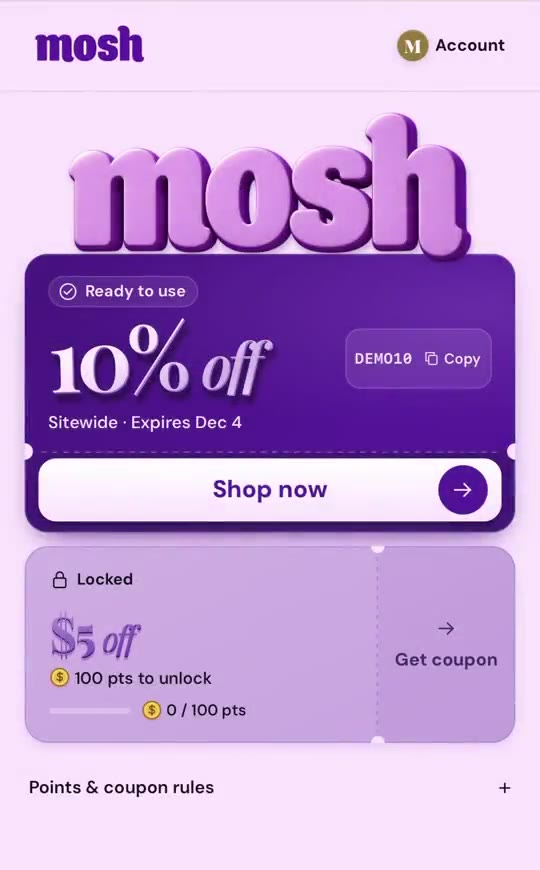 mosh
M Account
mosh
Ready to use
10% off
DEMO10 Copy
Sitewide · Expires Dec 4
Shop now
Locked
$5 off
$ 100 pts to unlock
$ 0 / 100 pts
Get coupon
Points & coupon rules +